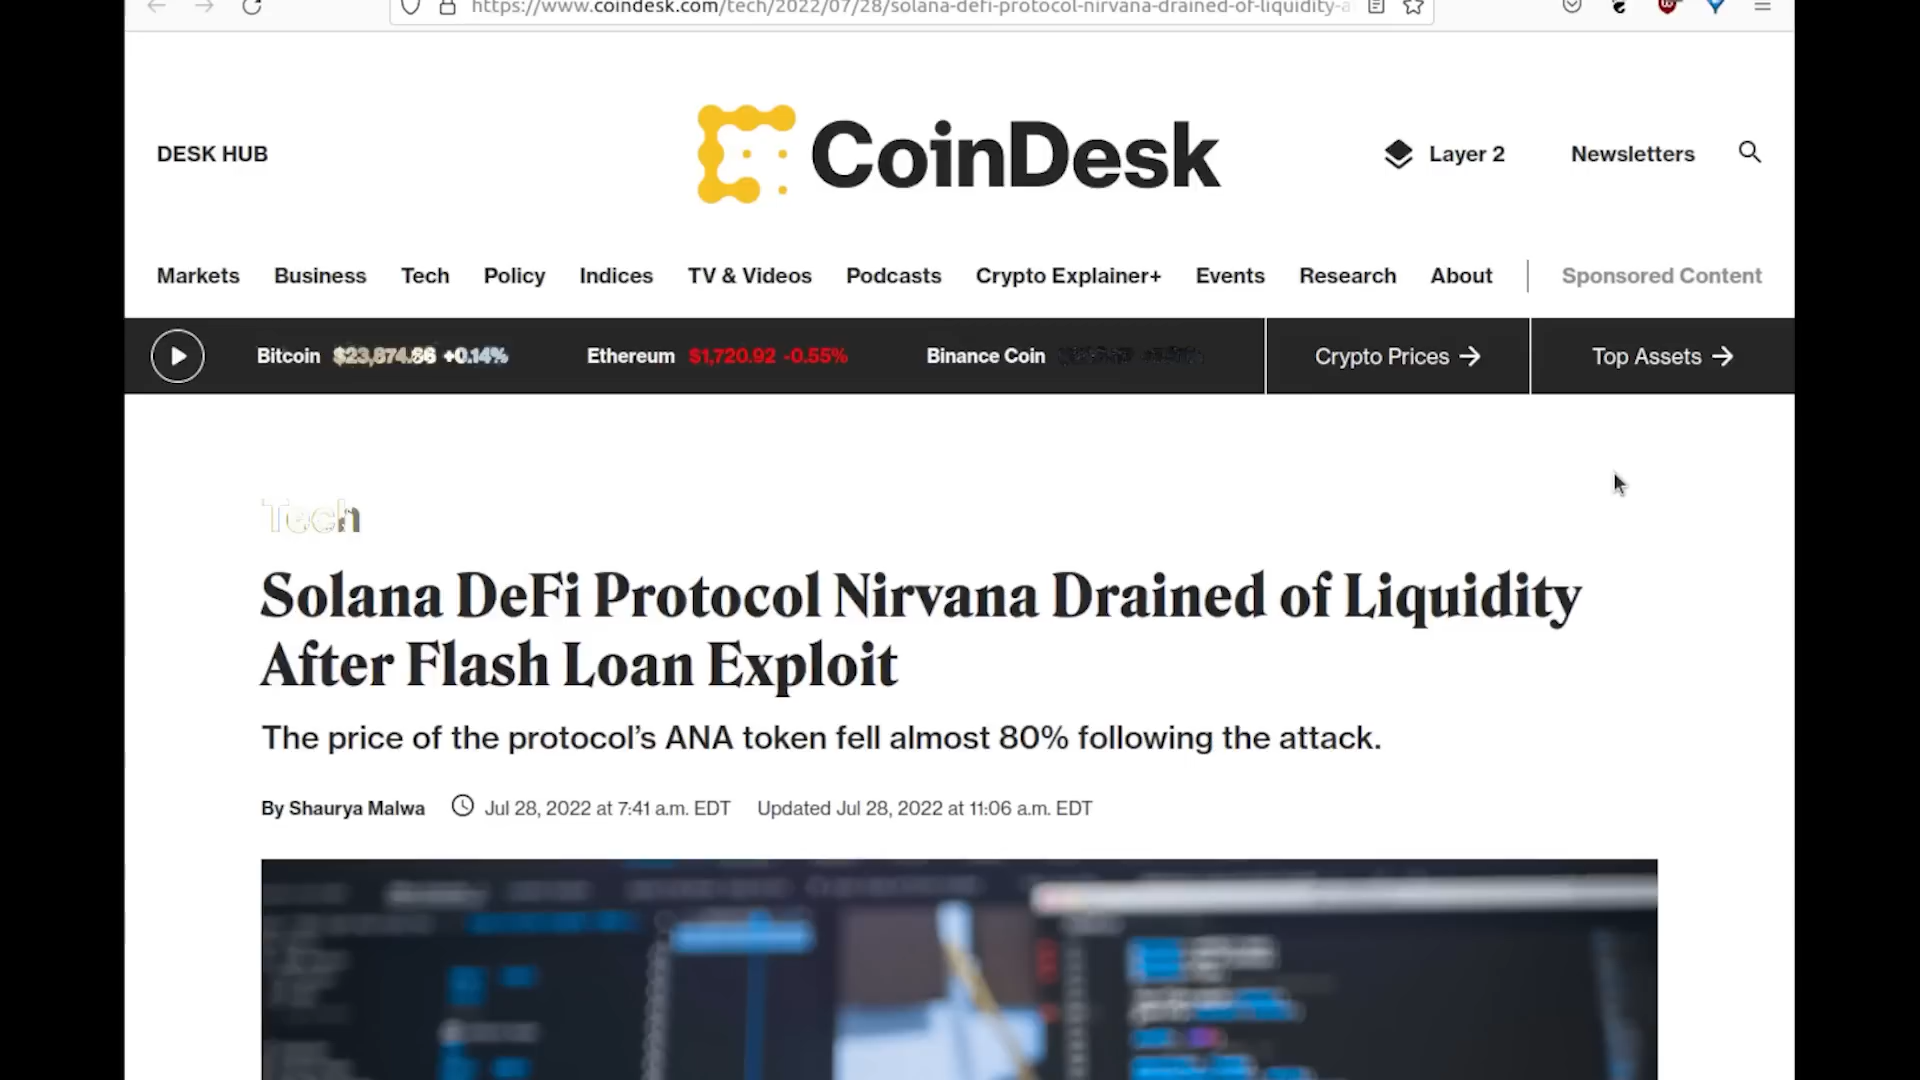 https://www.coindesk.com/tech/2022/07/28/solana-defi-protocol-nirvana-drained-of-liquidity-a
DESK HUB
CoinDesk
Layer 2
Newsletters
Markets Business Tech Policy Indices TV & Videos Podcasts Crypto Explainer+ Events Research About Sponsored Content
Bitcoin $23,874.86 +0.14% Ethereum $1,720.92 -0.55% Binance Coin Crypto Prices → Top Assets →
Tech
Solana DeFi Protocol Nirvana Drained of Liquidity
After Flash Loan Exploit
The price of the protocol’s ANA token fell almost 80% following the attack.
By Shaurya Malwa Jul 28, 2022 at 7:41 a.m. EDT Updated Jul 28, 2022 at 11:06 a.m. EDT